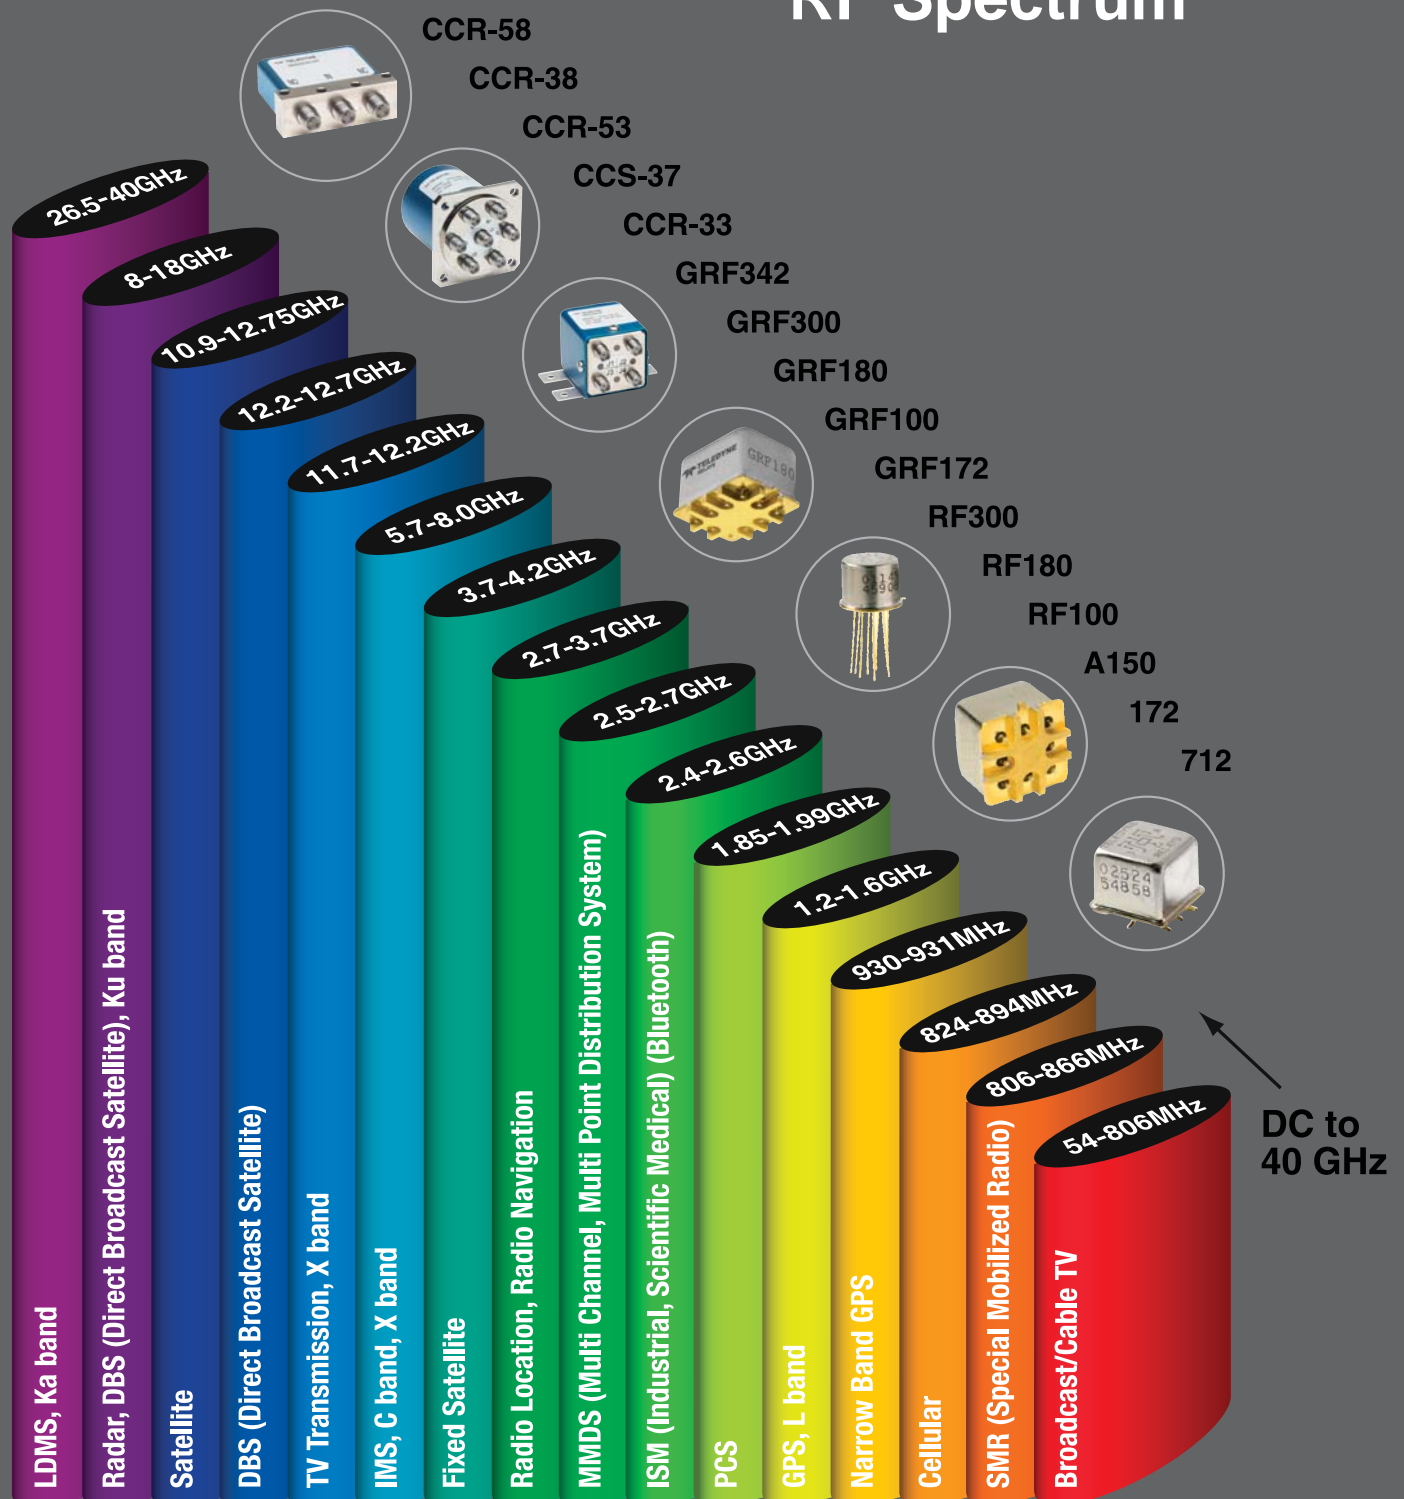 RF Spectrum
CCR-58
CCR-38
CCR-53
CCS-37
CCR-33
GRF342
GRF300
GRF180
GRF100
GRF172
RF300
RF180
RF100
A150
172
712
TELEDYNE
TELEDYNE
RELAYS
GRF180
02524
54858
26.5-40GHz
8-18GHz
10.9-12.75GHz
12.2-12.7GHz
11.7-12.2GHz
5.7-8.0GHz
3.7-4.2GHz
2.7-3.7GHz
2.5-2.7GHz
2.4-2.6GHz
1.85-1.99GHz
1.2-1.6GHz
930-931MHz
824-894MHz
806-866MHz
54-806MHz
DC to
40 GHz
LDMS, Ka band
Radar, DBS (Direct Broadcast Satellite), Ku band
Satellite
DBS (Direct Broadcast Satellite)
TV Transmission, X band
IMS, C band, X band
Fixed Satellite
Radio Location, Radio Navigation
MMDS (Multi Channel, Multi Point Distribution System)
ISM (Industrial, Scientific Medical) (Bluetooth)
PCS
GPS, L band
Narrow Band GPS
Cellular
SMR (Special Mobilized Radio)
Broadcast/Cable TV